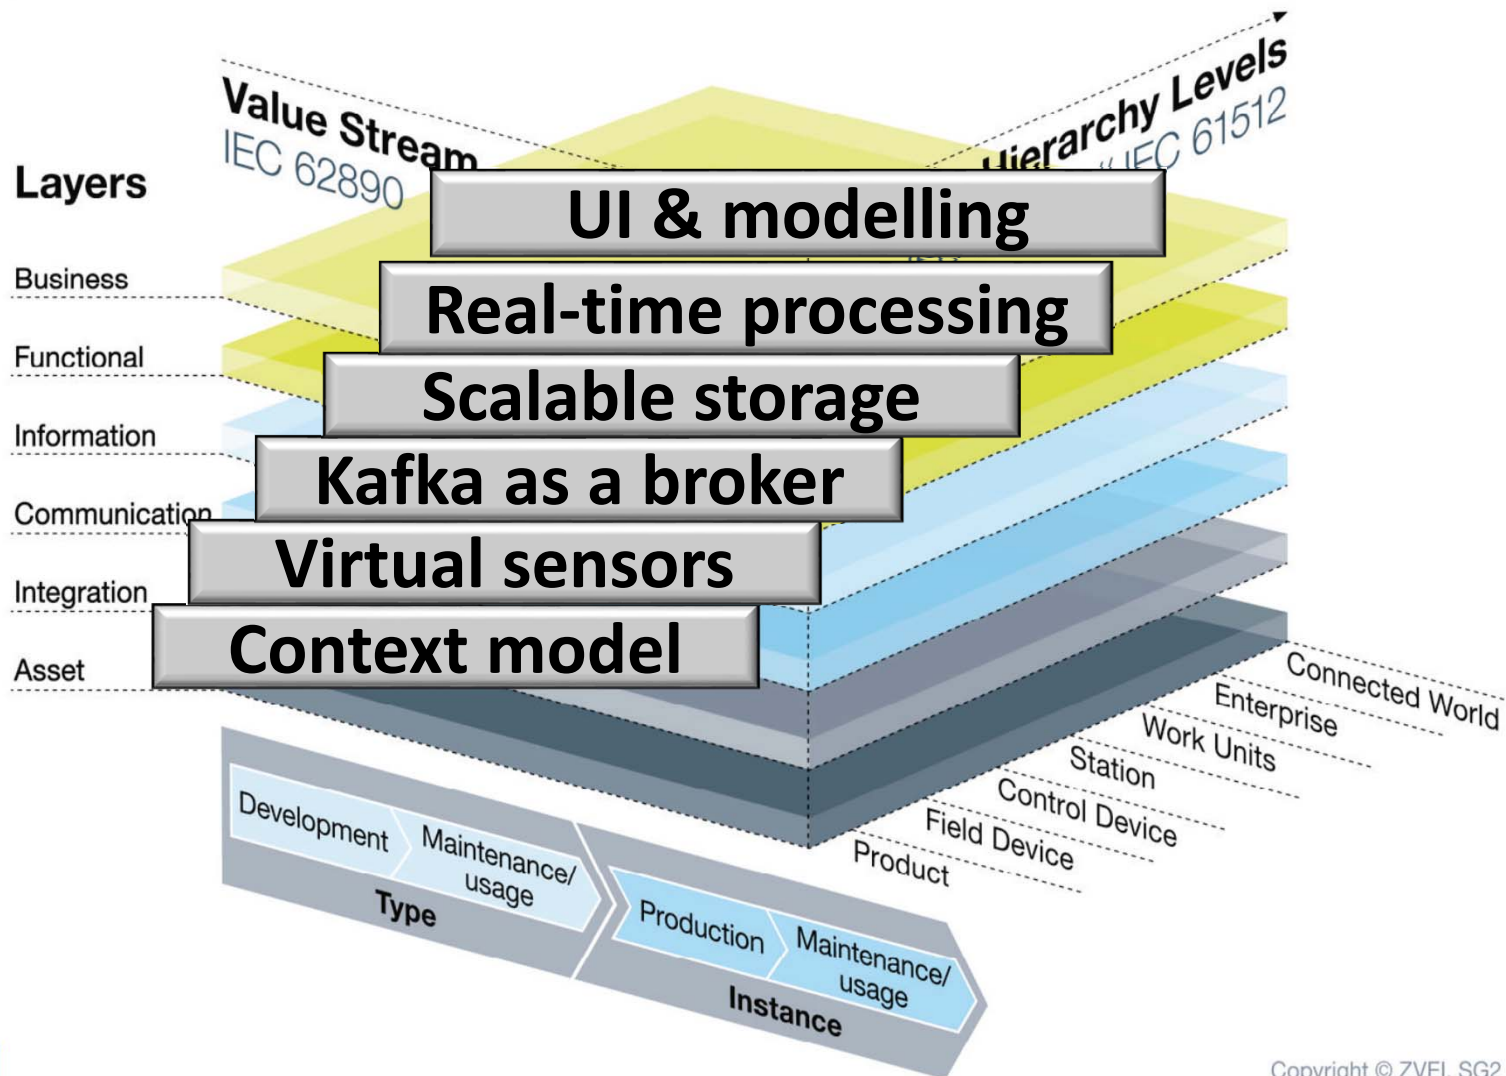 Value Stream
IEC 62890
Hierarchy Levels
IEC 61512
Layers
Business
Functional
Information
Communication
Integration
Asset
UI & modelling
Real-time processing
Scalable storage
Kafka as a broker
Virtual sensors
Context model
Connected World
Enterprise
Work Units
Station
Control Device
Field Device
Product
Development
Maintenance/
usage
Type
Production
Maintenance/
usage
Instance
Copyright © ZVEI, SG2